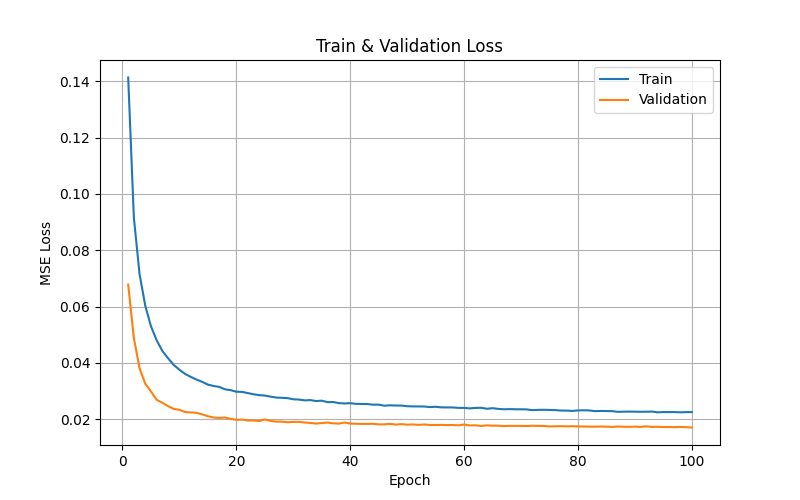 Train & Validation Loss
Train
Validation
0.14
0.12
0.10
0.08
0.06
0.04
0.02
MSE Loss
0
20
40
60
80
100
Epoch